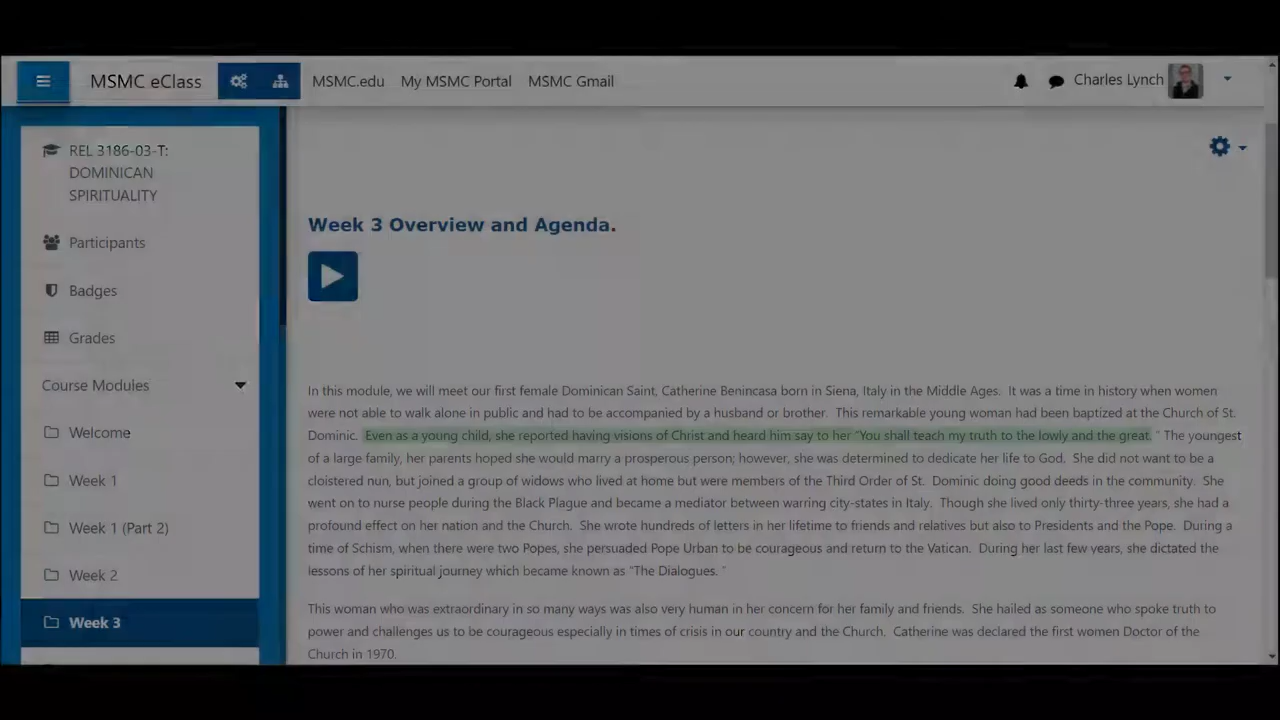 MSMC eClass MSMC.edu My MSMC Portal MSMC Gmail Charles Lynch
REL 3186-03-T:
DOMINICAN
SPIRITUALITY
Participants
Badges
Grades
Course Modules
Welcome
Week 1
Week 1 (Part 2)
Week 2
Week 3
Week 3 Overview and Agenda.
In this module, we will meet our first female Dominican Saint, Catherine Benincasa born in Siena, Italy in the Middle Ages. It was a time in history when women
were not able to walk alone in public and had to be accompanied by a husband or brother. This remarkable young woman had been baptized at the Church of St.
Dominic. Even as a young child, she reported having visions of Christ and heard him say to her "You shall teach my truth to the lowly and the great. " The youngest
of a large family, her parents hoped she would marry a prosperous person; however, she was determined to dedicate her life to God. She did not want to be a
cloistered nun, but joined a group of widows who lived at home but were members of the Third Order of St. Dominic doing good deeds in the community. She
went on to nurse people during the Black Plague and became a mediator between warring city-states in Italy. Though she lived only thirty-three years, she had a
profound effect on her nation and the Church. She wrote hundreds of letters in her lifetime to friends and relatives but also to Presidents and the Pope. During a
time of Schism, when there were two Popes, she persuaded Pope Urban to be courageous and return to the Vatican. During her last few years, she dictated the
lessons of her spiritual journey which became known as "The Dialogues. "
This woman who was extraordinary in so many ways was also very human in her concern for her family and friends. She hailed as someone who spoke truth to
power and challenges us to be courageous especially in times of crisis in our country and the Church. Catherine was declared the first women Doctor of the
Church in 1970.